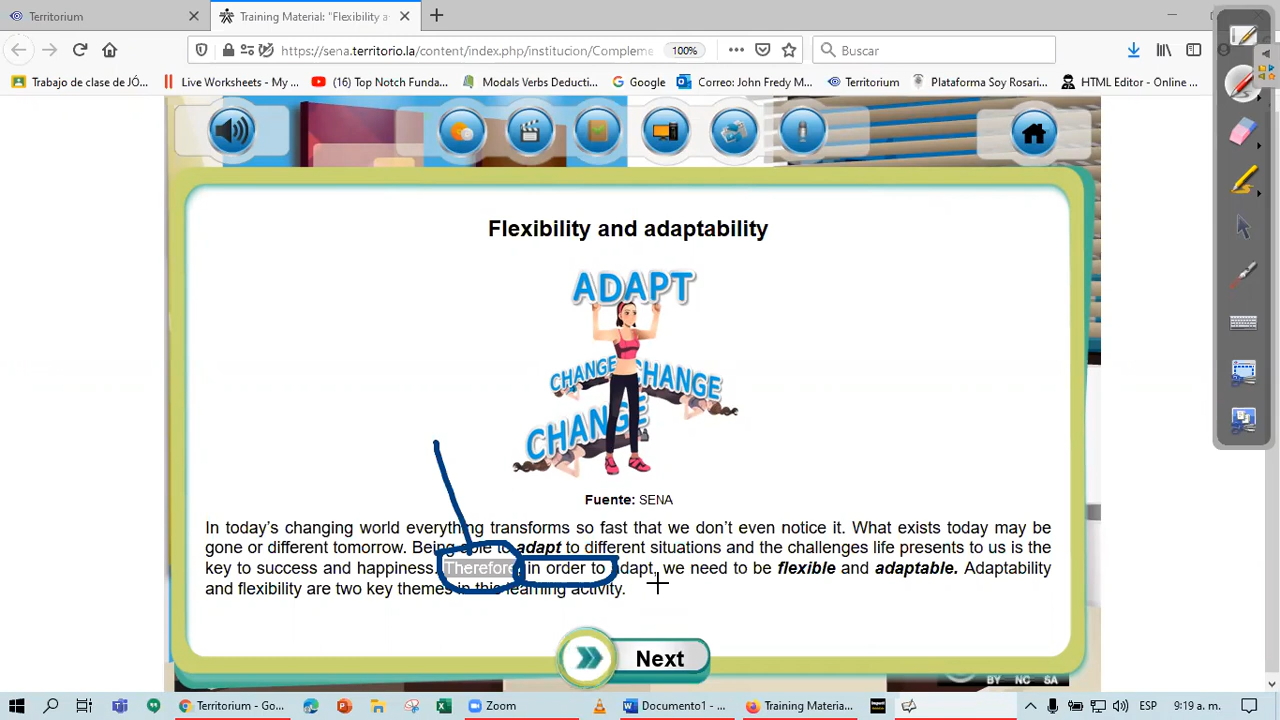 Territorium
Training Material: "Flexibility a
https://sena.territorio.la/content/index.php/institucion/Compleme
100%
Buscar
Trabajo de clase de JÓ...
Live Worksheets - My ...
(16) Top Notch Funda...
Modals Verbs Deducti...
Google
Correo: John Fredy M...
Territorium
Plataforma Soy Rosari...
HTML Editor - Online ...
Flexibility and adaptability
ADAPT
CHANGE
CHANGE
CHANGE
Fuente: SENA
In today's changing world everything transforms so fast that we don't even notice it. What exists today may be
gone or different tomorrow. Being able to adapt to different situations and the challenges life presents to us is the
key to success and happiness. Therefore, in order to adapt, we need to be flexible and adaptable. Adaptability
and flexibility are two key themes in this learning activity.
Next
BY NC SA
Territorium - Go...
Zoom
Documento1 - ...
Training Materia...
ESP
9:19 a. m.